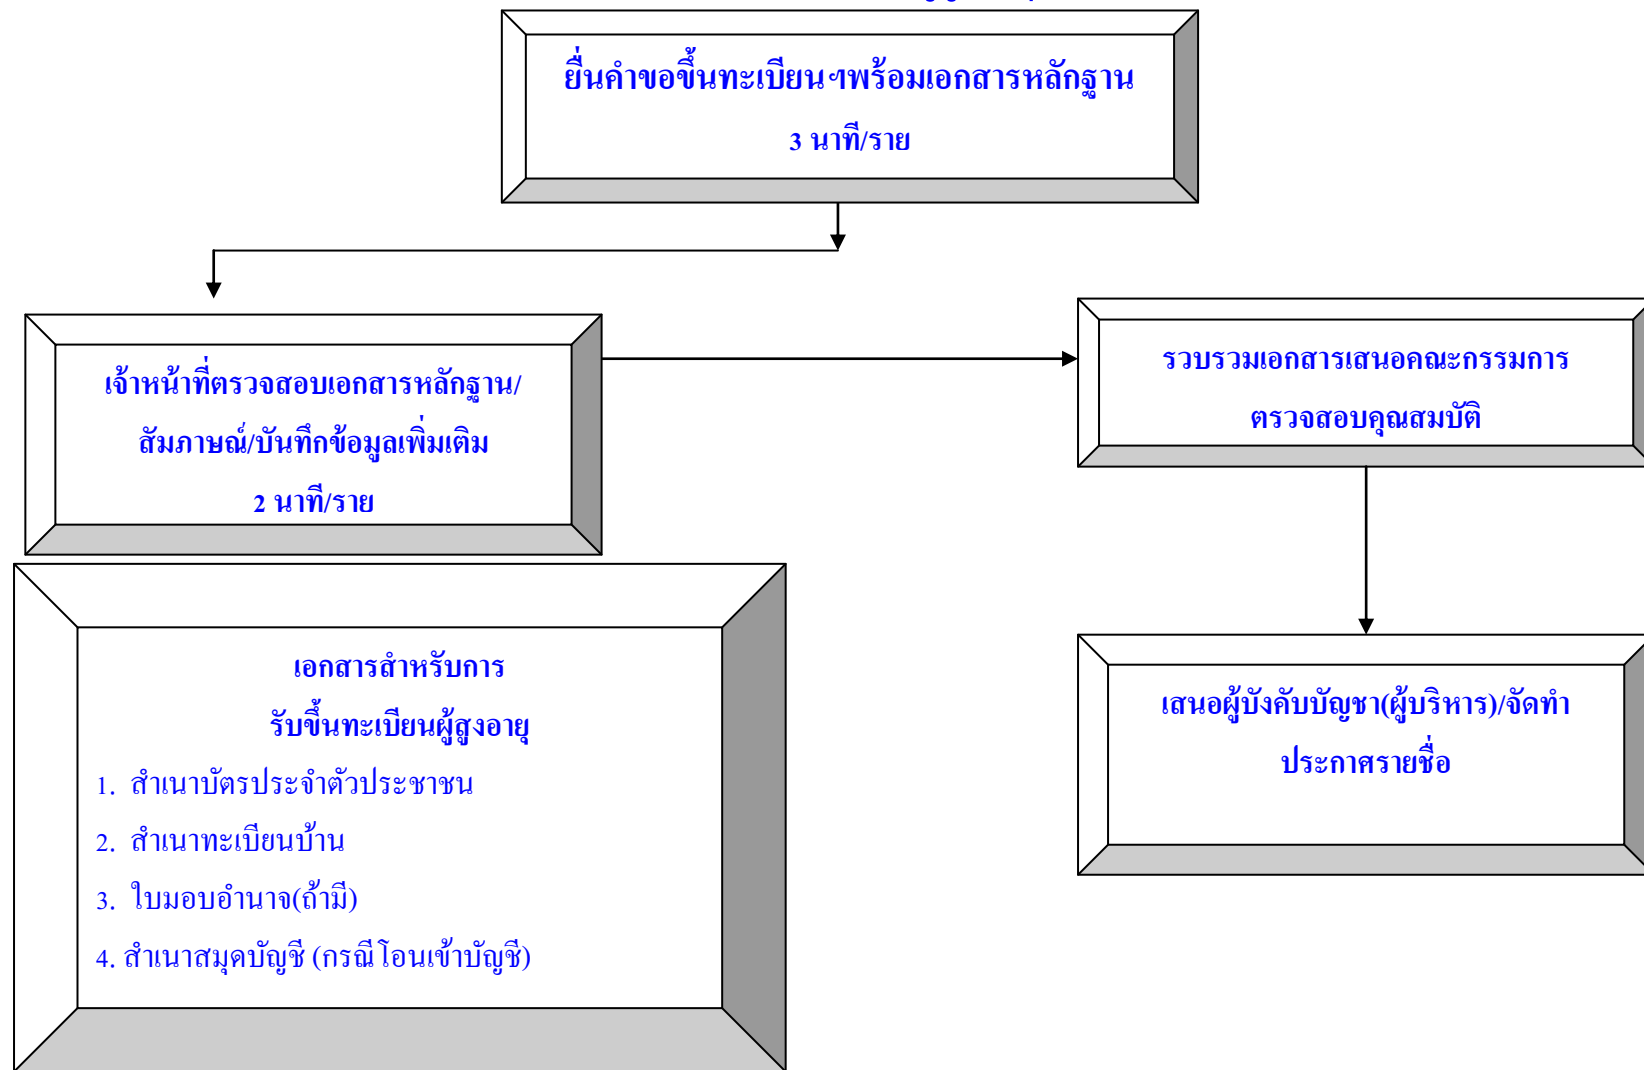 ยื่นคำขอขึ้นทะเบียนฯพร้อมเอกสารหลักฐาน
3 นาที/ราย
เจ้าหน้าที่ตรวจสอบเอกสารหลักฐาน/
สัมภาษณ์/บันทึกข้อมูลเพิ่มเติม
2 นาที/ราย
รวบรวมเอกสารเสนอคณะกรรมการ
ตรวจสอบคุณสมบัติ
เสนอผู้บังคับบัญชา(ผู้บริหาร)/จัดทำ
ประกาศรายชื่อ
เอกสารสำหรับการ
รับขึ้นทะเบียนผู้สูงอายุ
1. สำเนาบัตรประจำตัวประชาชน
2. สำเนาทะเบียนบ้าน
3. ใบมอบอำนาจ(ถ้ามี)
4. สำเนาสมุดบัญชี (กรณีโอนเข้าบัญชี)